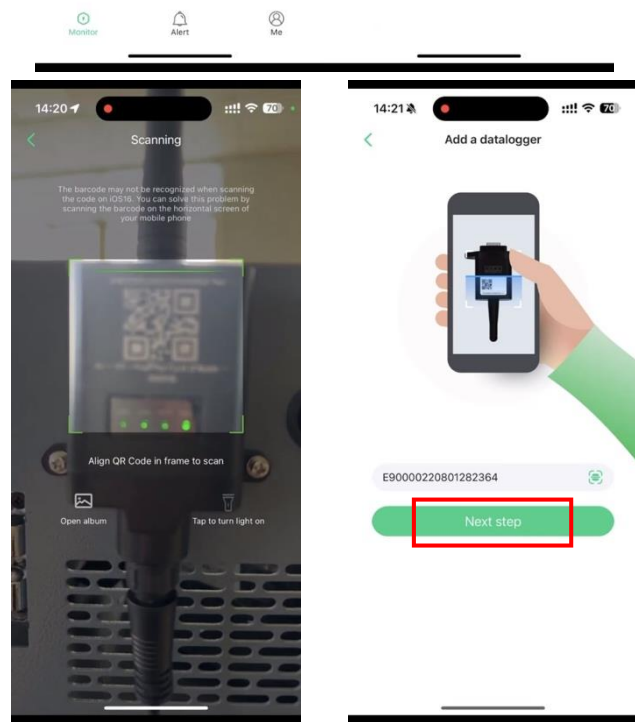 Monitor
Alert
Me
14:20
70
Scanning
The barcode may not be recognized when scanning
the code on iOS16. You can solve this problem by
scanning the barcode on the horizontal screen of
your mobile phone
Align QR Code in frame to scan
Open album
Tap to turn light on
14:21
70
Add a datalogger
E90000220801282364
Next step